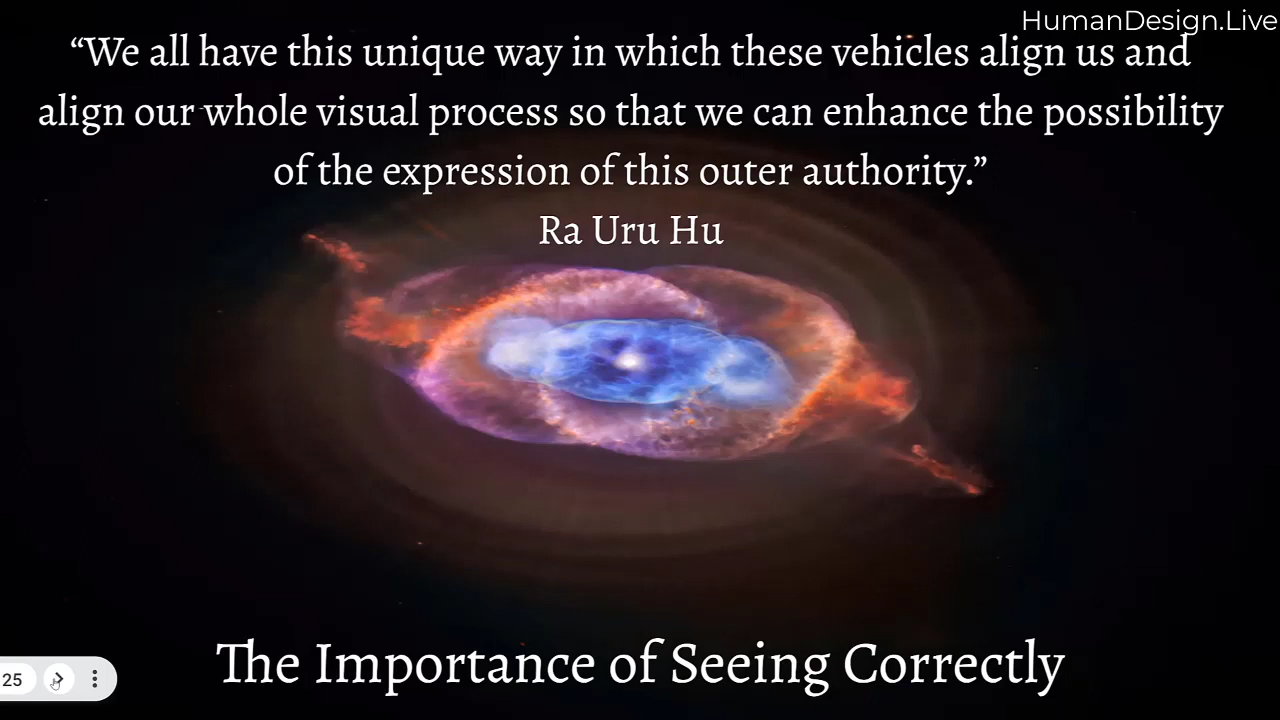 HumanDesign.Live
“We all have this unique way in which these vehicles align us and
align our whole visual process so that we can enhance the possibility
of the expression of this outer authority.”
Ra Uru Hu
The Importance of Seeing Correctly
25